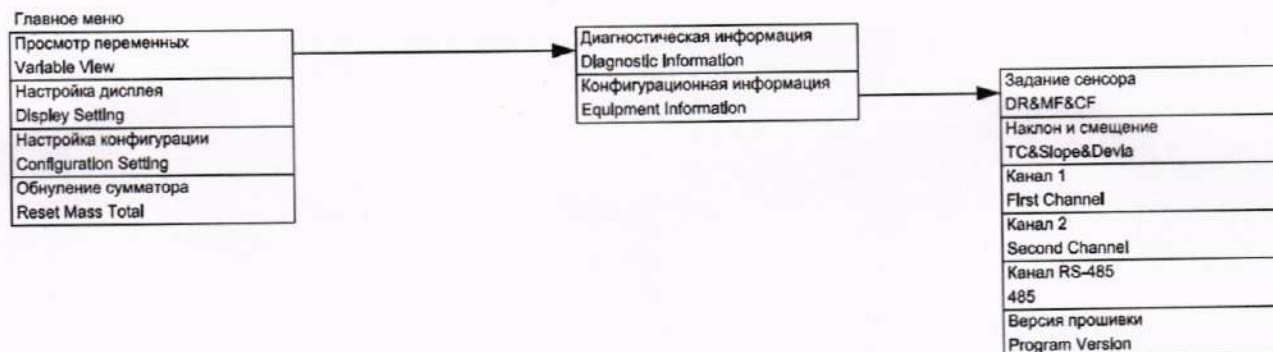 Главное меню
Просмотр переменных
Variable View
Настройка дисплея
Display Setting
Настройка конфигурации
Configuration Setting
Обнуление сумматора
Reset Mass Total
Диагностическая информация
Diagnostic Information
Конфигурационная информация
Equipment Information
Задание сенсора
DR&MF&CF
Наклон и смещение
TC&Slope&Devia
Канал 1
First Channel
Канал 2
Second Channel
Канал RS-485
485
Версия прошивки
Program Version